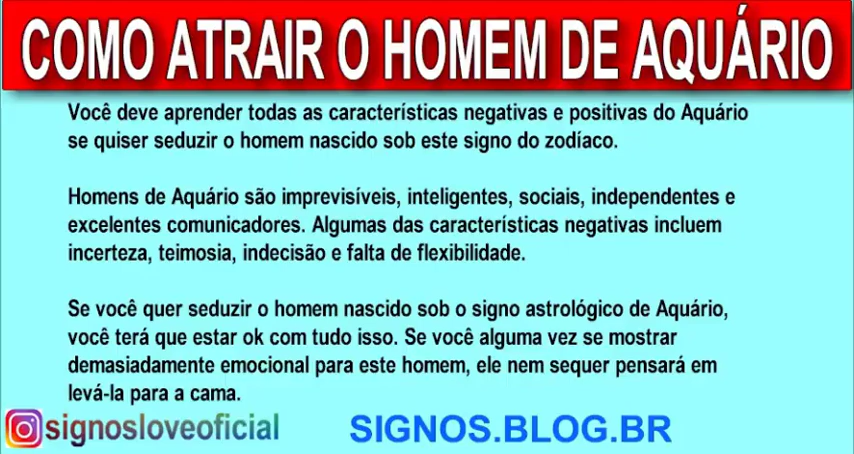 COMO ATRAIR O HOMEM DE AQUÁRIO
Você deve aprender todas as características negativas e positivas do Aquário
se quiser seduzir o homem nascido sob este signo do zodíaco.
Homens de Aquário são imprevisíveis, inteligentes, sociais, independentes e
excelentes comunicadores. Algumas das características negativas incluem
incerteza, teimosia, indecisão e falta de flexibilidade.
Se você quer seduzir o homem nascido sob o signo astrológico de Aquário,
você terá que estar ok com tudo isso. Se você alguma vez se mostrar
demasiadamente emocional para este homem, ele nem sequer pensará em
levá-la para a cama.
signosloveoficial SIGNOS.BLOG.BR